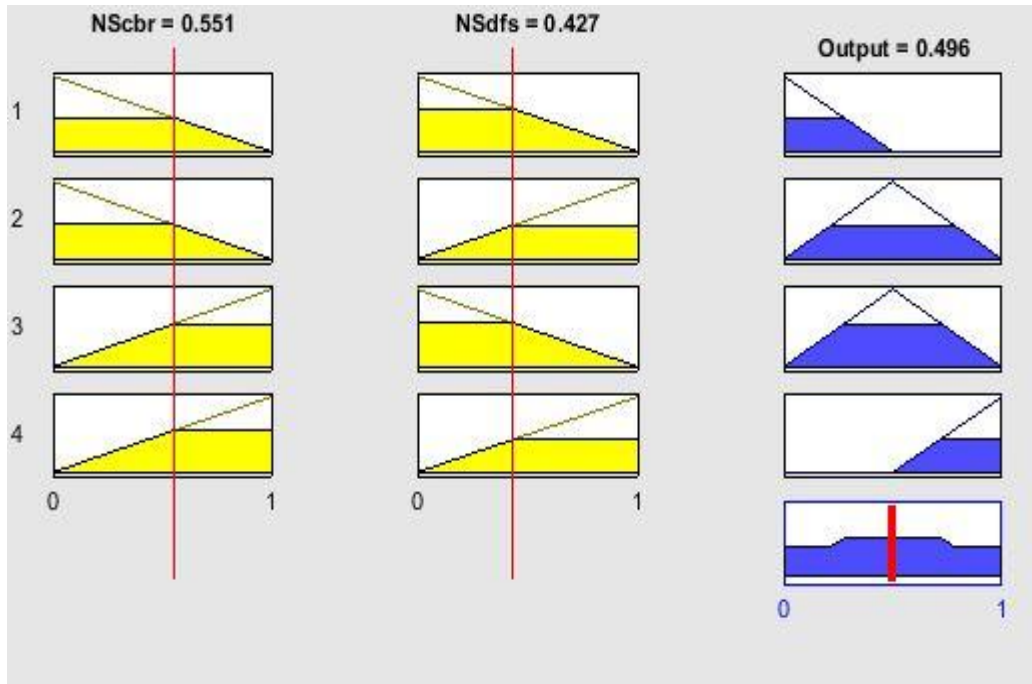 NScbr = 0.551
NSdfs = 0.427
Output = 0.496
1
2
3
4
0 1
0 1
0 1